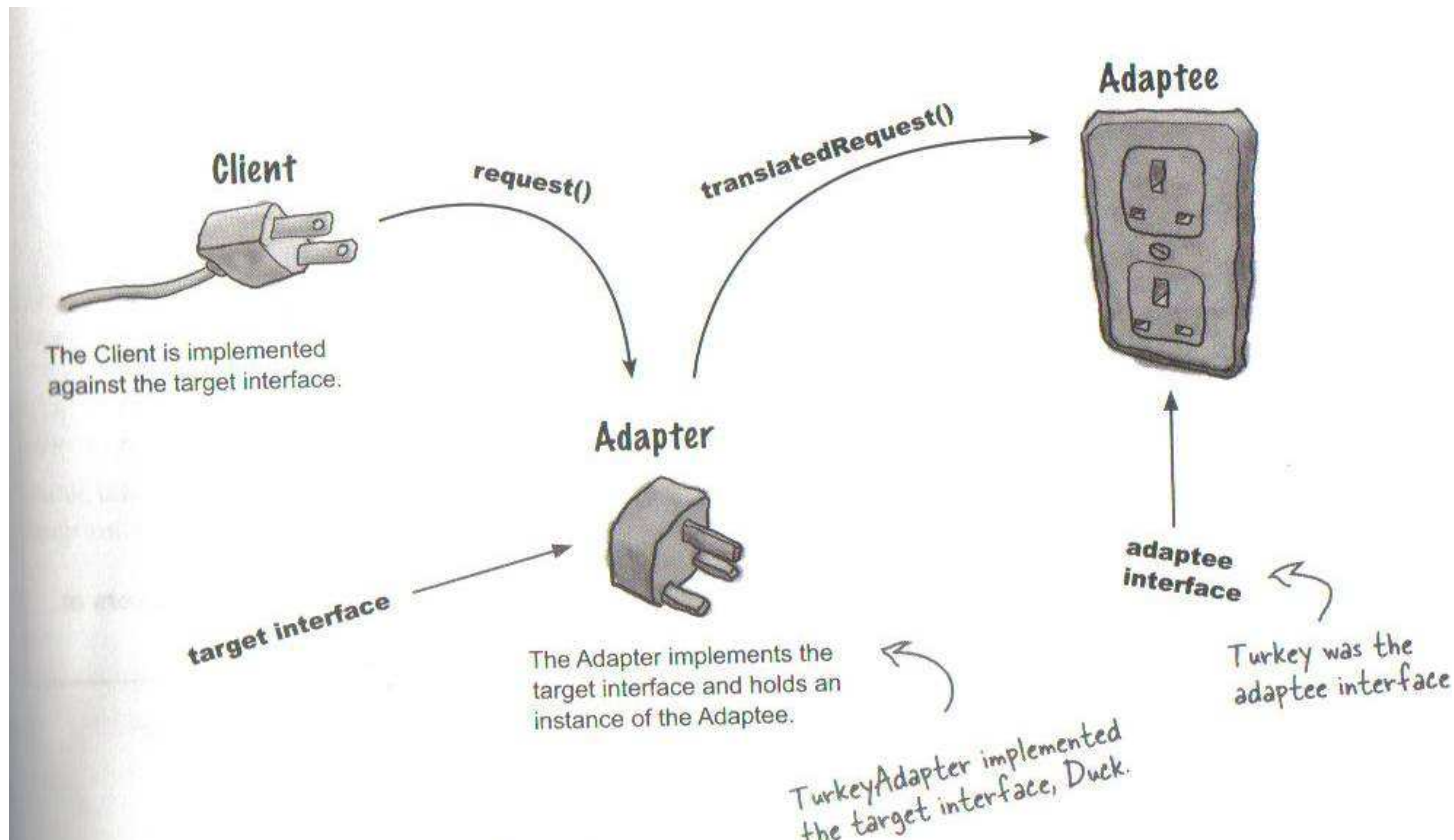 Client
request()
translatedRequest()
Adaptee
The Client is implemented
against the target interface.
Adapter
target interface
The Adapter implements the
target interface and holds an
instance of the Adaptee.
TurkeyAdapter implemented
the target interface, Duck.
adaptee
interface
Turkey was the
adaptee interface